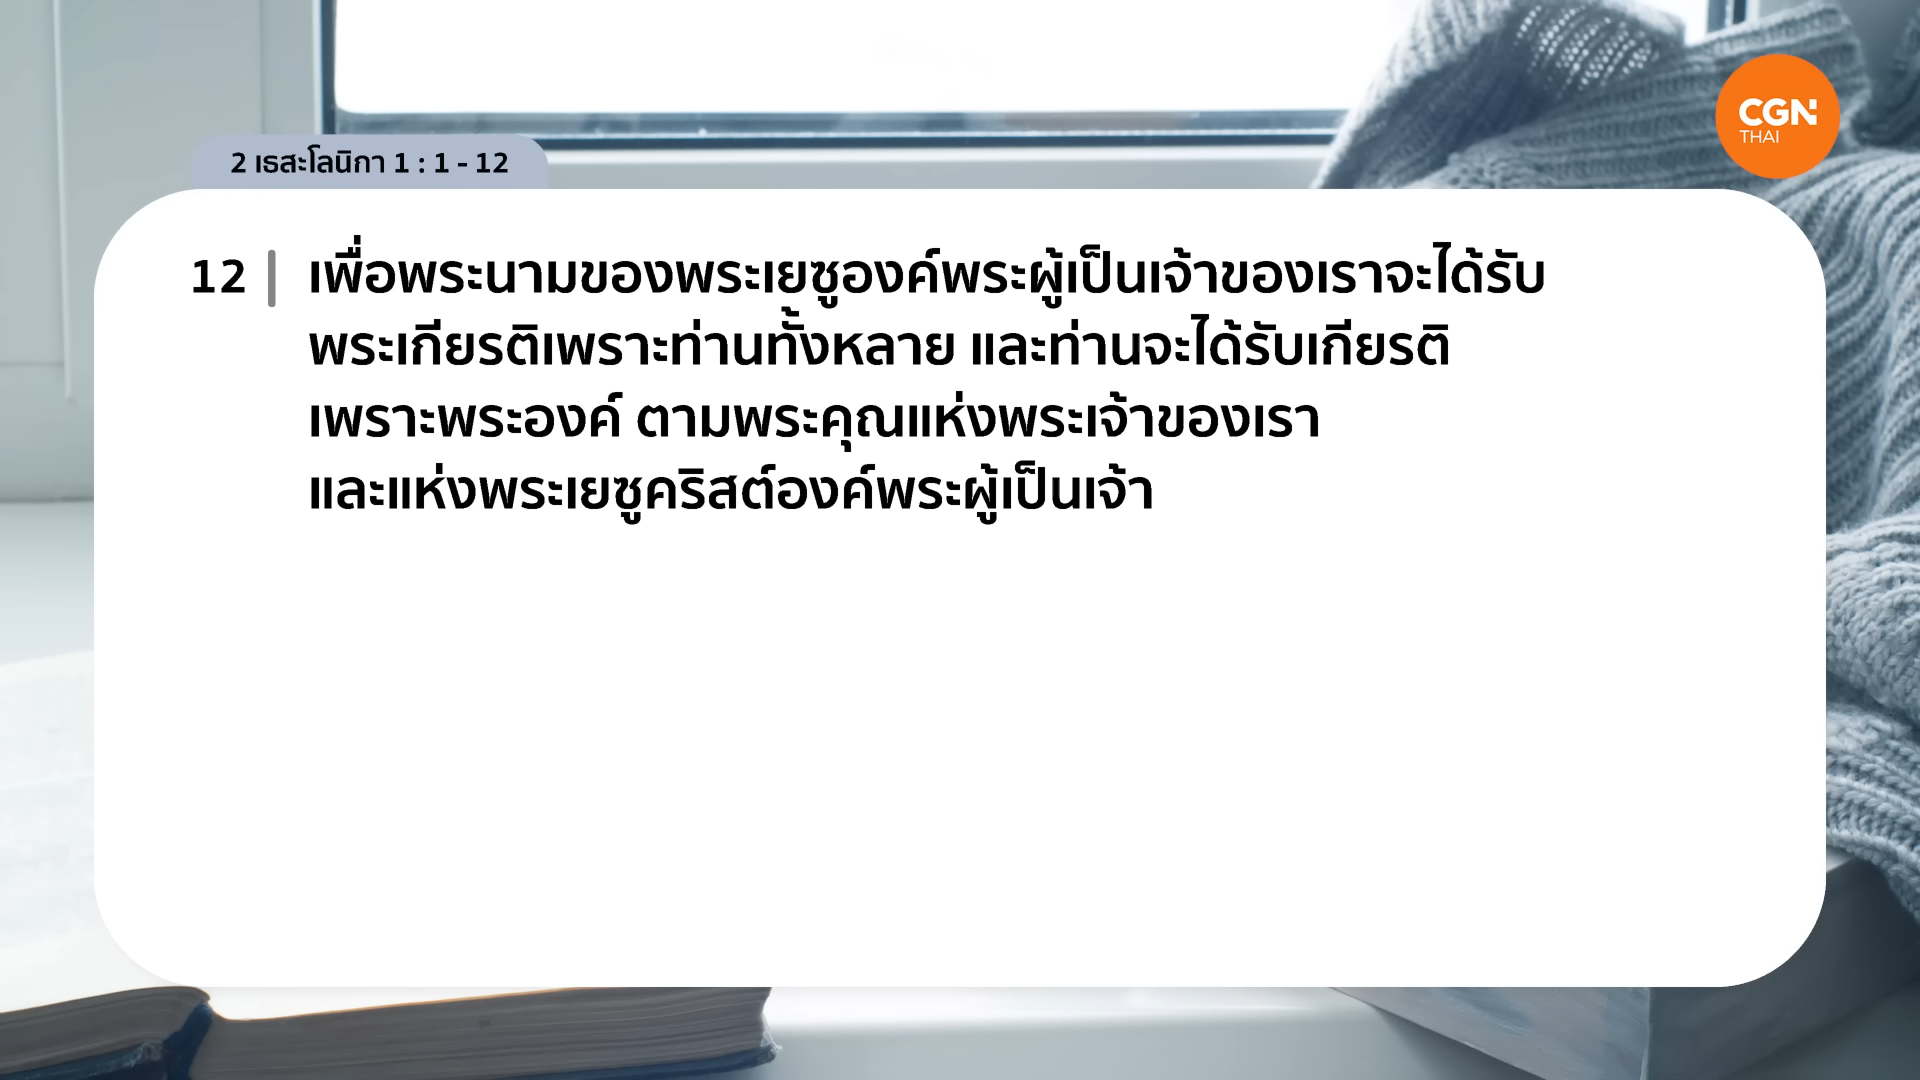 CGN
THAI
2 เธสะโลนิกา 1 : 1 - 12
12 | เพื่อพระนามของพระเยซูองค์พระผู้เป็นเจ้าของเราจะได้รับ
พระเกียรติเพราะท่านทั้งหลาย และท่านจะได้รับเกียรติ
เพราะพระองค์ ตามพระคุณแห่งพระเจ้าของเรา
และแห่งพระเยซูคริสต์องค์พระผู้เป็นเจ้า